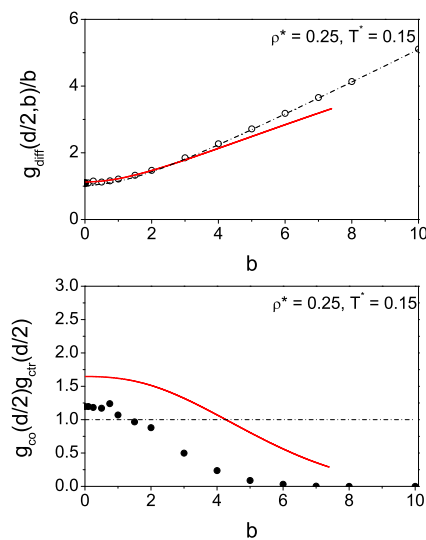 ρ* = 0.25, T* = 0.15
g_diff(d/2,b)/b
6
4
2
0
0 2 4 6 8 10
b
ρ* = 0.25, T* = 0.15
g_co(d/2)g_ctr(d/2)
3.0
2.5
2.0
1.5
1.0
0.5
0.0
0 2 4 6 8 10
b